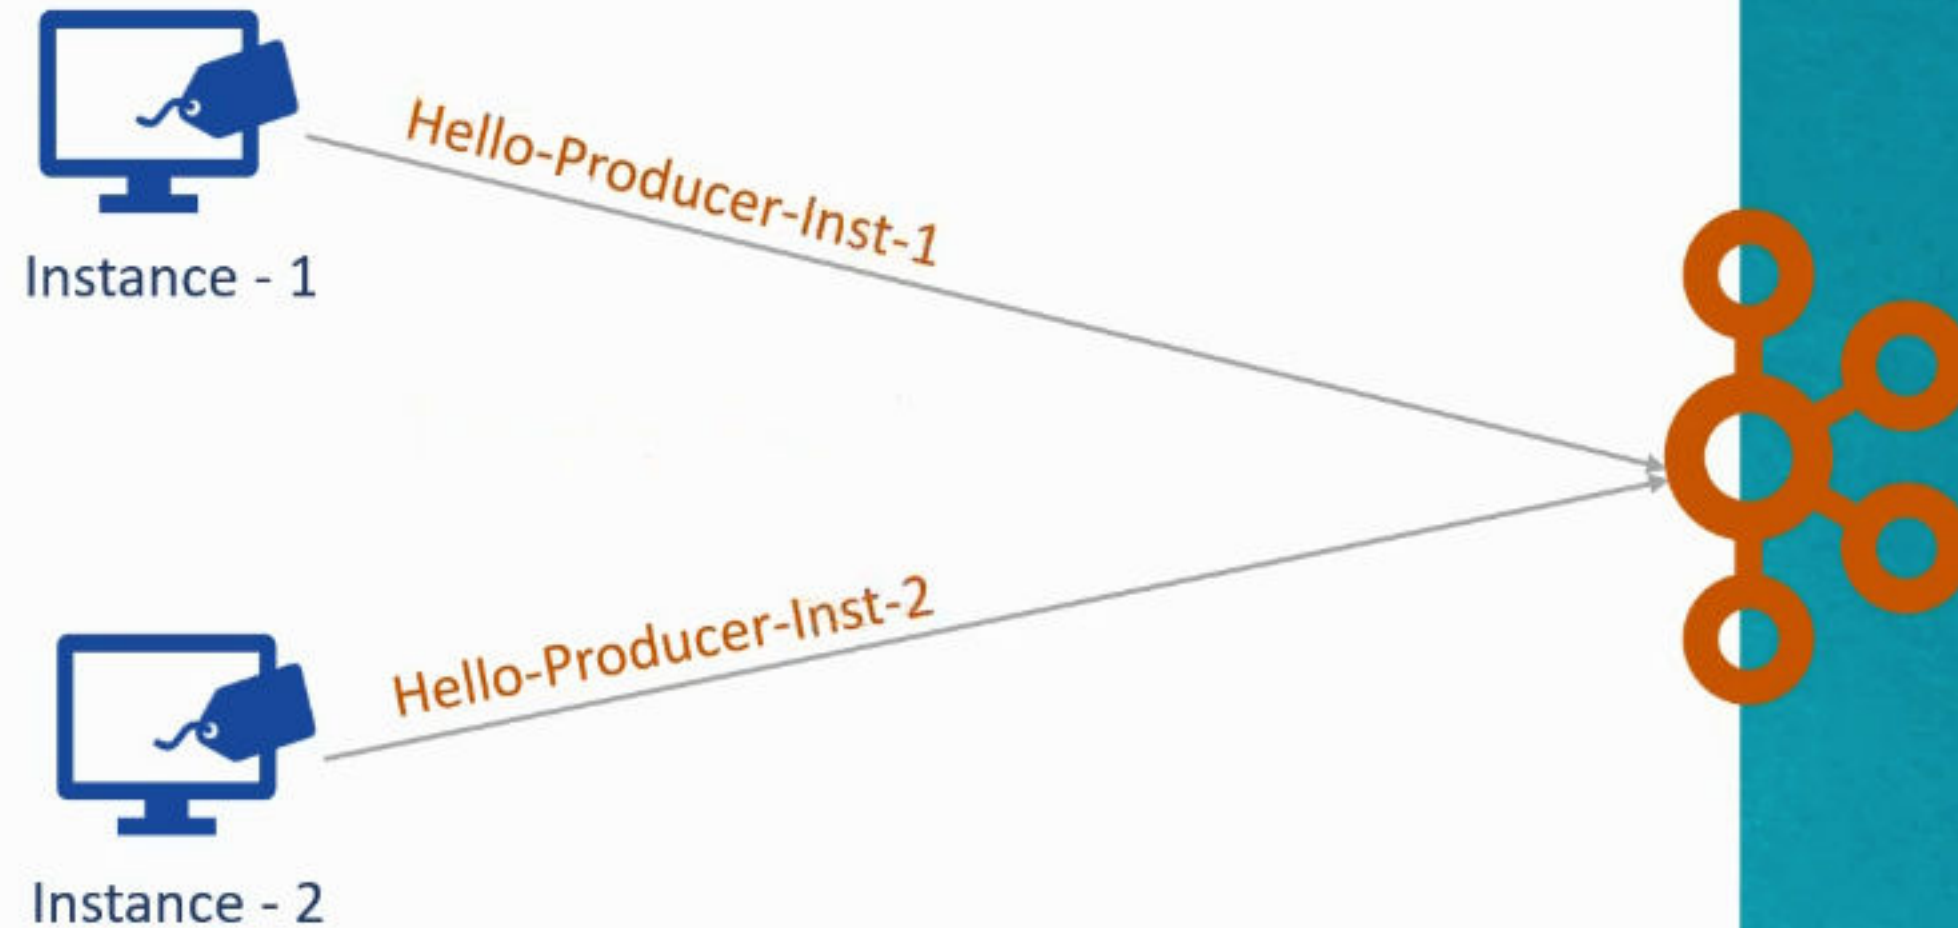 Hello-Producer-Inst-1
Instance - 1
Hello-Producer-Inst-2
Instance - 2